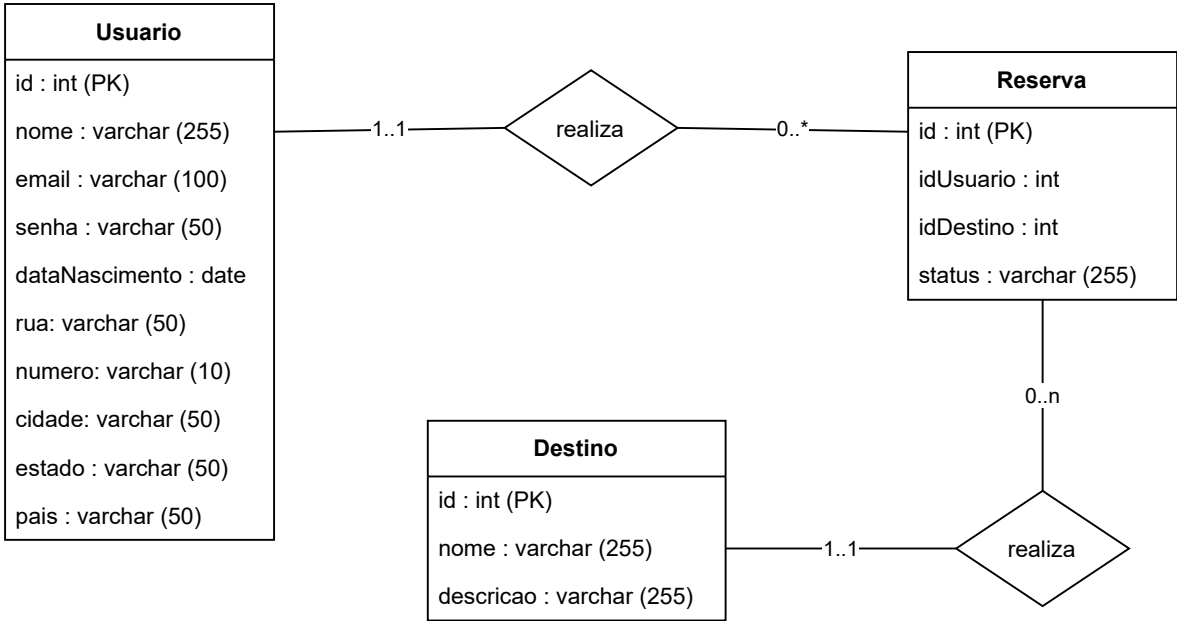 Usuario
id : int (PK)
nome : varchar (255)
email : varchar (100)
senha : varchar (50)
dataNascimento : date
rua: varchar (50)
numero: varchar (10)
cidade: varchar (50)
estado : varchar (50)
pais : varchar (50)
1..1
realiza
0..*
Reserva
id : int (PK)
idUsuario : int
idDestino : int
status : varchar (255)
0..n
realiza
1..1
Destino
id : int (PK)
nome : varchar (255)
descricao : varchar (255)